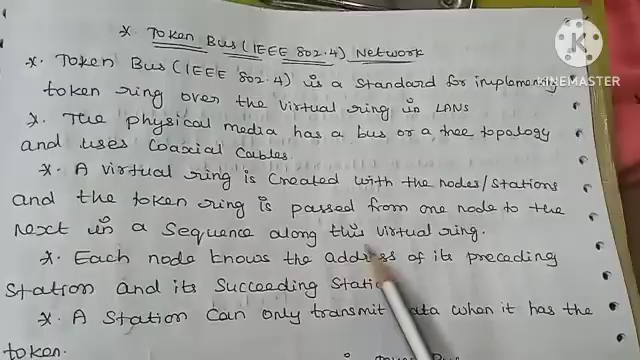 * Token Bus (IEEE 802.4) Network
* Token Bus (IEEE 802.4) is a standard for implementing
token ring over the virtual ring in LANs
* The physical media has a bus or a tree topology
and uses Coaxial Cables.
* A virtual ring is created with the nodes/stations
and the token ring is passed from one node to the
next in a sequence along this virtual ring.
* Each node knows the address of its preceding
Station and its Succeeding Station
* A Station Can only transmit data when it has the
token.
KINEMASTER